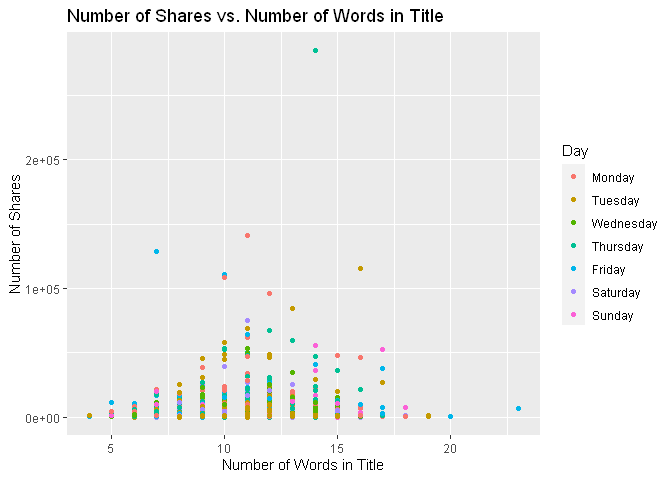 Number of Shares vs. Number of Words in Title
Number of Shares
2e+05
1e+05
0e+00
5
10
15
20
Number of Words in Title
Day
Monday
Tuesday
Wednesday
Thursday
Friday
Saturday
Sunday